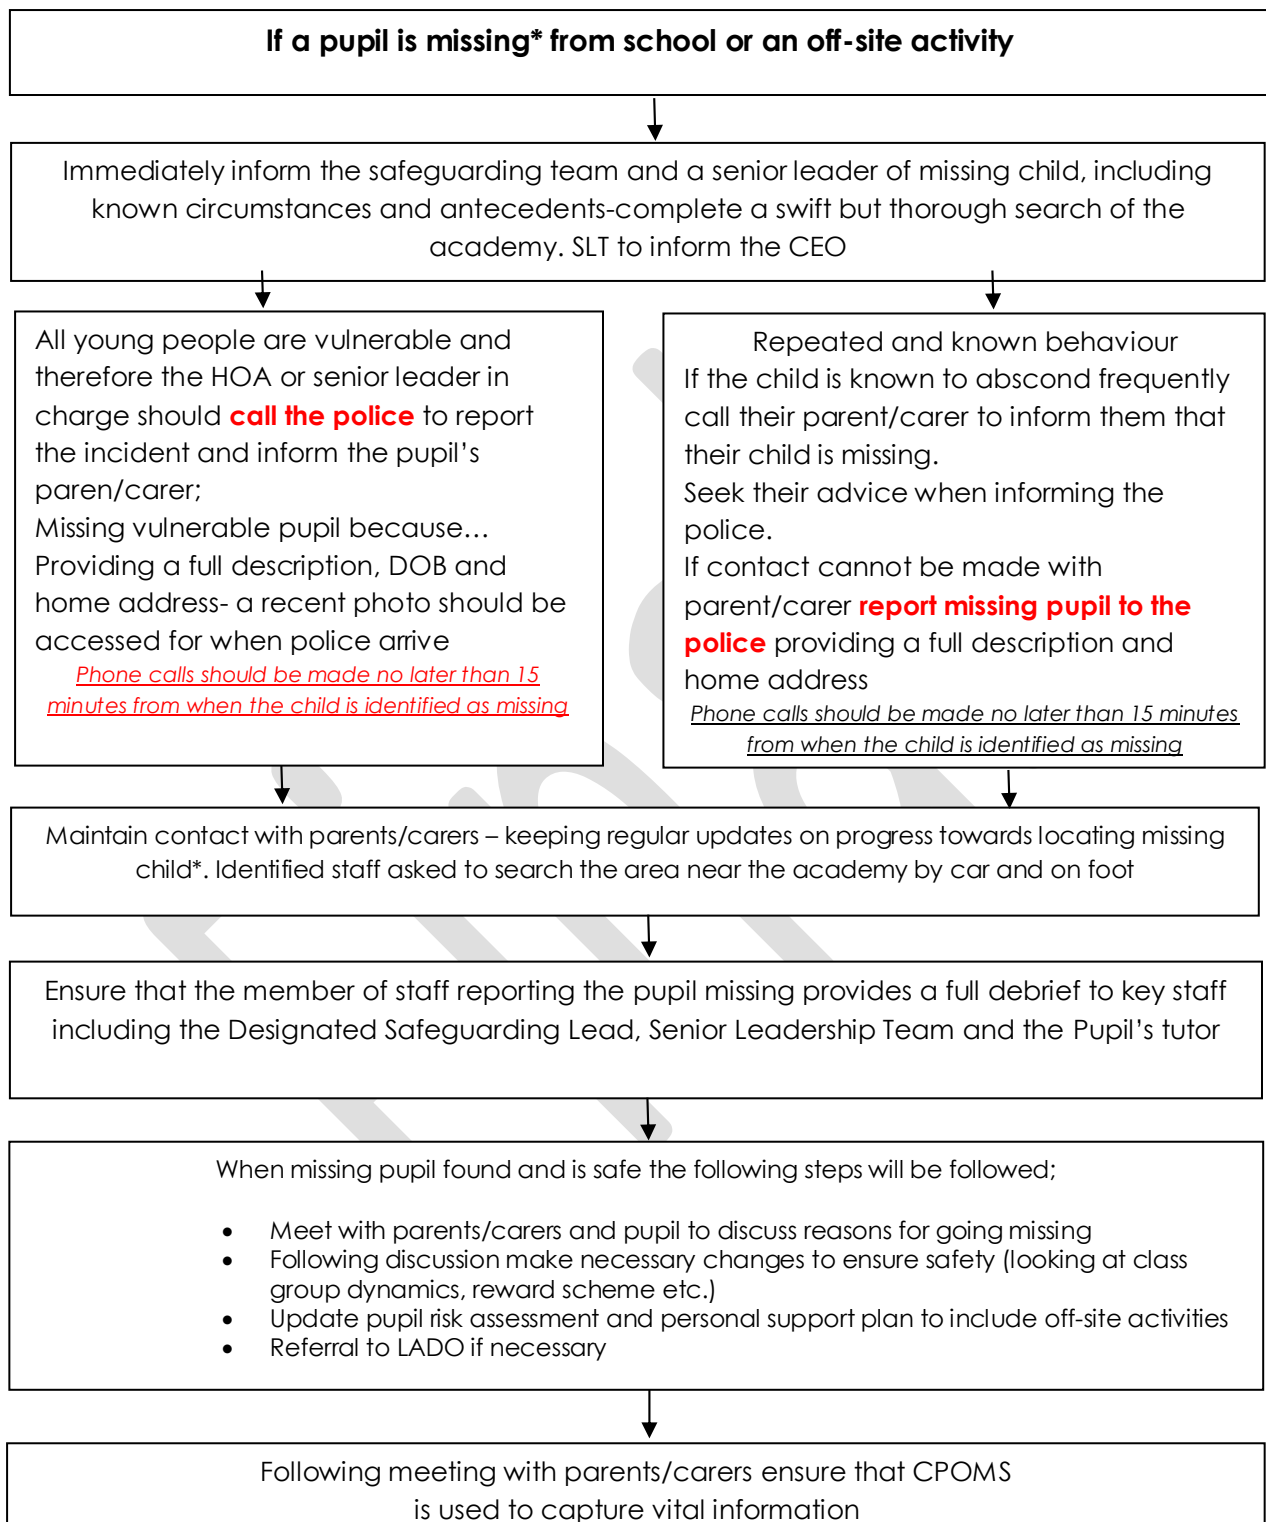 If a pupil is missing* from school or an off-site activity
Immediately inform the safeguarding team and a senior leader of missing child, including
known circumstances and antecedents-complete a swift but thorough search of the
academy. SLT to inform the CEO
All young people are vulnerable and
therefore the HOA or senior leader in
charge should call the police to report
the incident and inform the pupil's
paren/carer;
Missing vulnerable pupil because…
Providing a full description, DOB and
home address- a recent photo should be
accessed for when police arrive
Phone calls should be made no later than 15
minutes from when the child is identified as missing
Repeated and known behaviour
If the child is known to abscond frequently
call their parent/carer to inform them that
their child is missing.
Seek their advice when informing the
police.
If contact cannot be made with
parent/carer report missing pupil to the
police providing a full description and
home address
Phone calls should be made no later than 15 minutes
from when the child is identified as missing
Maintain contact with parents/carers – keeping regular updates on progress towards locating missing
child*. Identified staff asked to search the area near the academy by car and on foot
Ensure that the member of staff reporting the pupil missing provides a full debrief to key staff
including the Designated Safeguarding Lead, Senior Leadership Team and the Pupil's tutor
When missing pupil found and is safe the following steps will be followed;
• Meet with parents/carers and pupil to discuss reasons for going missing
• Following discussion make necessary changes to ensure safety (looking at class
group dynamics, reward scheme etc.)
• Update pupil risk assessment and personal support plan to include off-site activities
• Referral to LADO if necessary
Following meeting with parents/carers ensure that CPOMS
is used to capture vital information